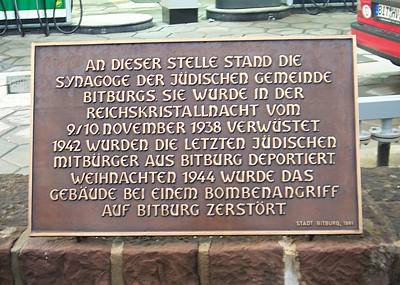 AN DIESER STELLE STAND DIE
SYNAGOGE DER JÜDISCHEN GEMEINDE
BITBURGS. SIE WURDE IN DER
REICHSKRISTALLNACHT VOM
9/10. NOVEMBER 1938 VERWÜSTET.
1942 WURDEN DIE LETZTEN JÜDISCHEN
MITBÜRGER AUS BITBURG DEPORTIERT.
WEIHNACHTEN 1944 WURDE DAS
GEBÄUDE BEI EINEM BOMBENANGRIFF
AUF BITBURG ZERSTÖRT.
STADT BITBURG,